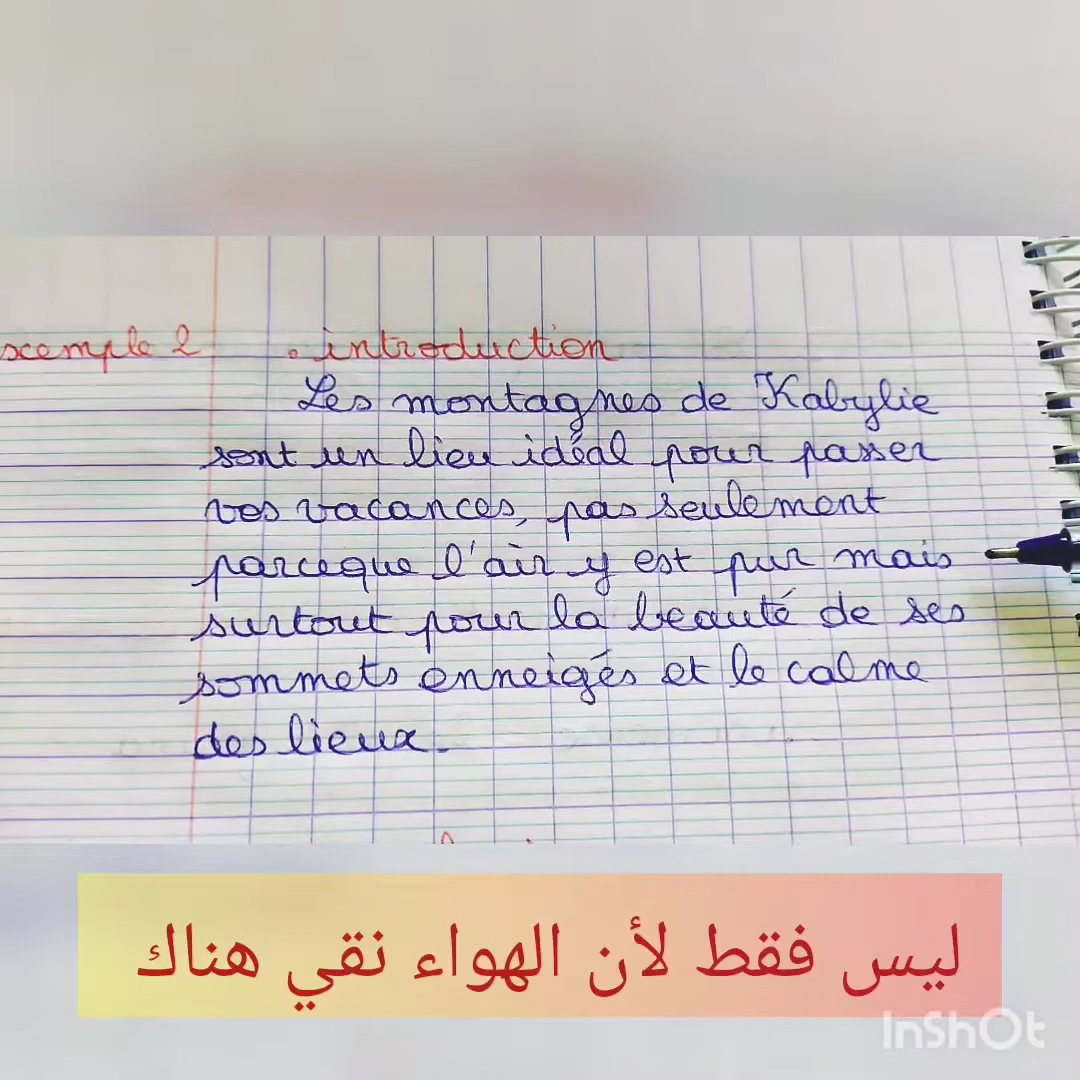 exemple 2 . introduction
Les montagnes de Kabylie
sont un lieu idéal pour passer
vos vacances, pas seulement
parceque l'air y est pur mais
surtout pour la beauté de ses
sommets enneigés et le calme
des lieux.
ليس فقط لأن الهواء نقي هناك
InShOt